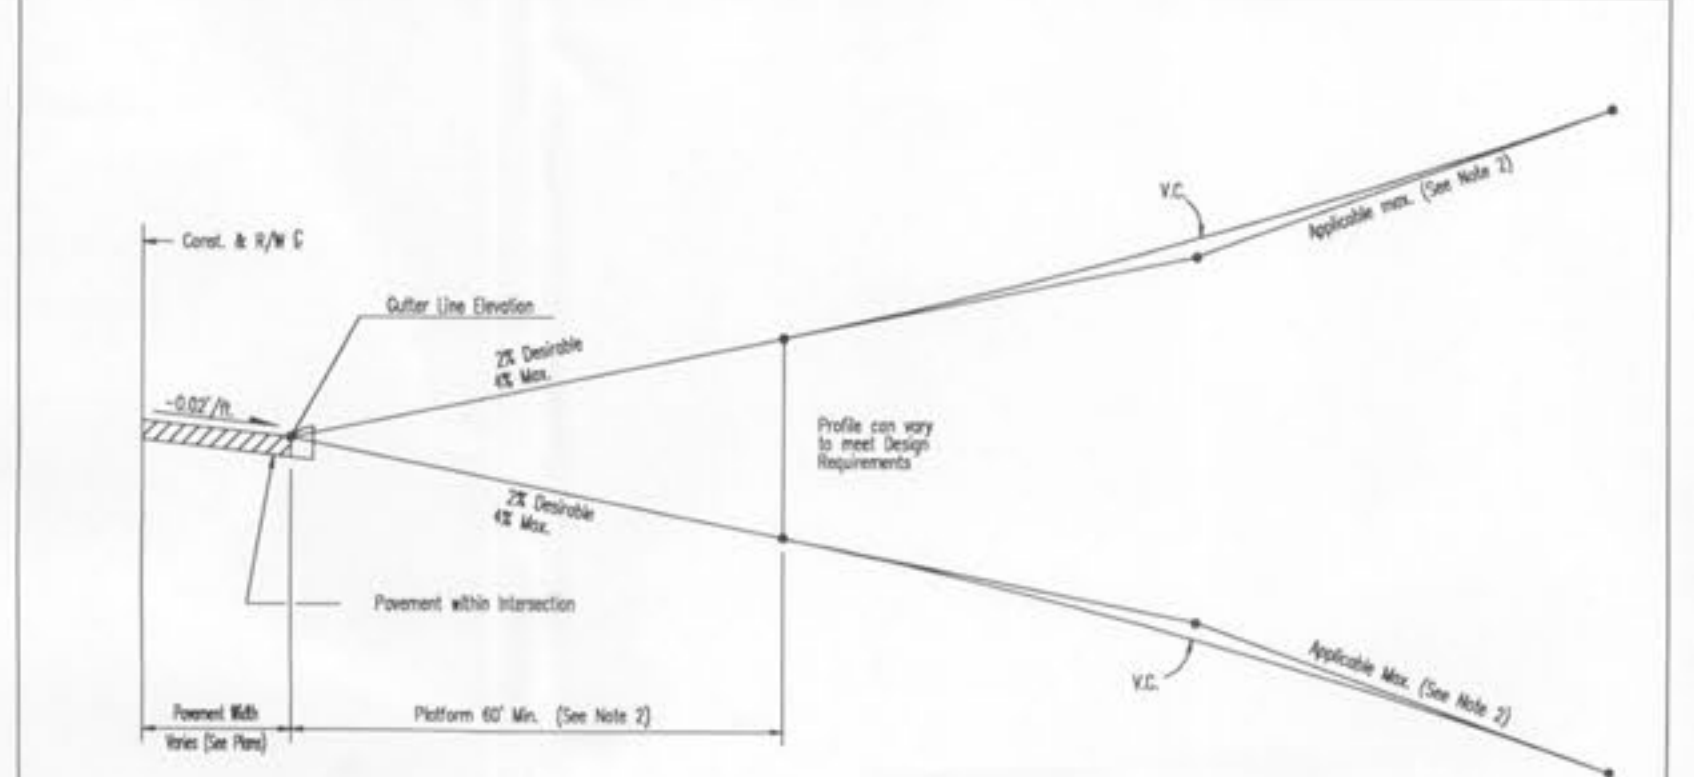 V.C.
Applicable max. (See Note 2)
Const. & R/W ℄
Gutter Line Elevation
2% Desirable
4% Max.
-0.02'/ft.
Profile can vary
to meet Design
Requirements
2% Desirable
4% Max.
Pavement within Intersection
Applicable Max. (See Note 2)
V.C.
Pavement Width
Varies (See Plans)
Platform 60' Min. (See Note 2)